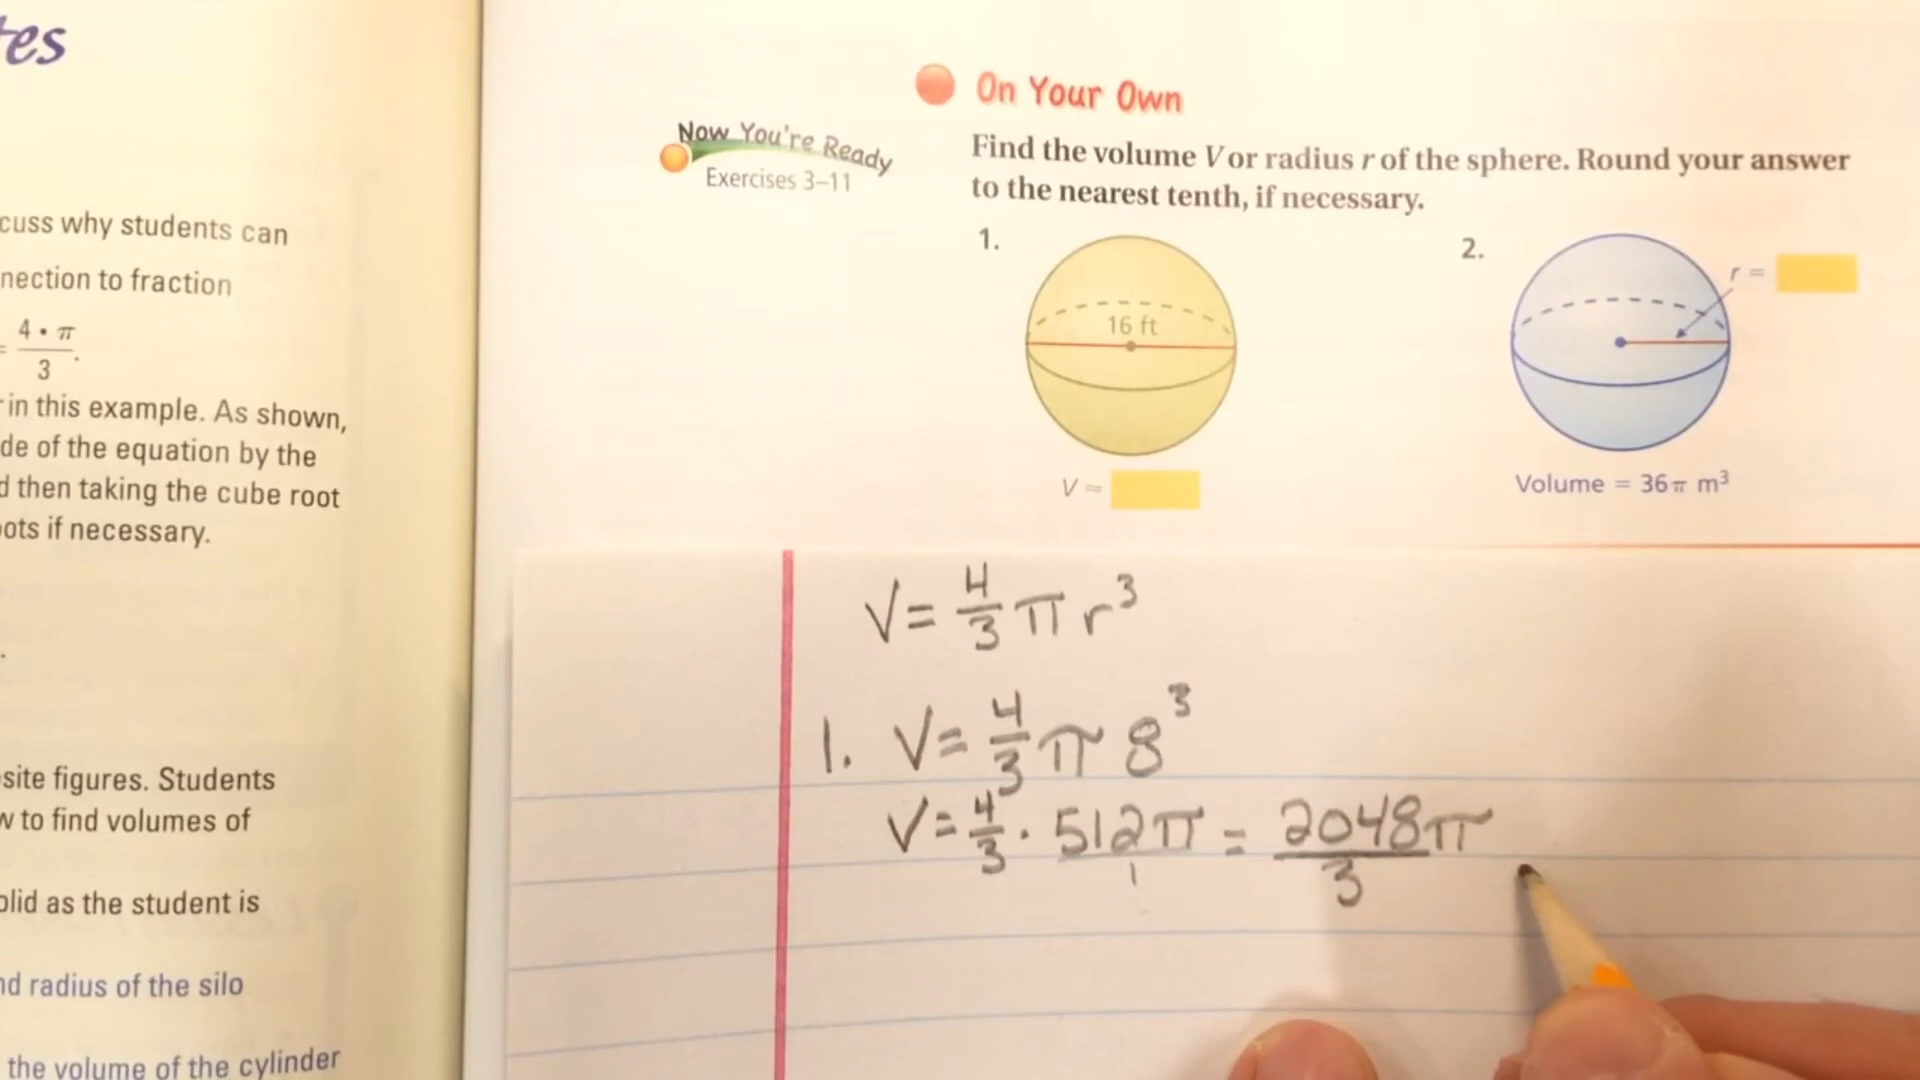 tes
cuss why students can
nection to fraction
= 4 • π / 3 .
in this example. As shown,
de of the equation by the
d then taking the cube root
ots if necessary.
site figures. Students
w to find volumes of
olid as the student is
nd radius of the silo
the volume of the cylinder
On Your Own
Now You're Ready
Exercises 3–11
Find the volume V or radius r of the sphere. Round your answer
to the nearest tenth, if necessary.
1.
16 ft
V ≈
2.
r =
Volume = 36π m³
V = 4/3 π r³
1. V = 4/3 π 8³
V = 4/3 · 512π/1 = 2048π/3